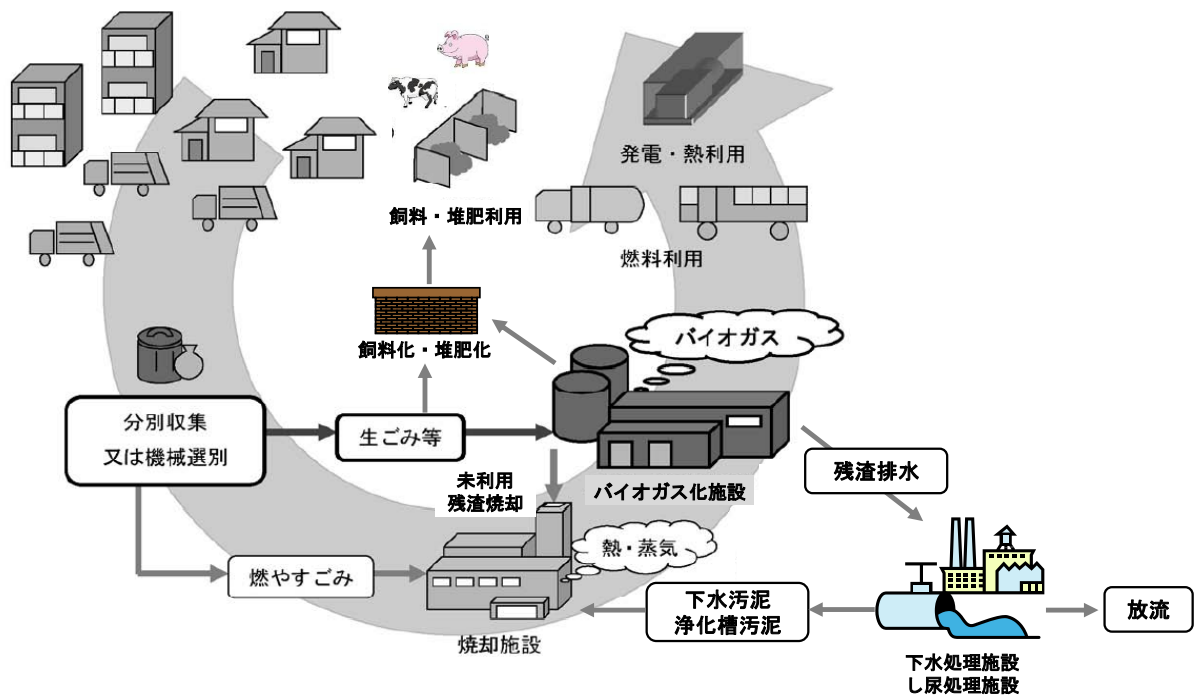 発電・熱利用
飼料・堆肥利用
燃料利用
バイオガス
飼料化・堆肥化
分別収集
又は機械選別
生ごみ等
未利用
残渣焼却
バイオガス化施設
残渣排水
熱・蒸気
燃やすごみ
下水汚泥
浄化槽汚泥
放流
焼却施設
下水処理施設
し尿処理施設